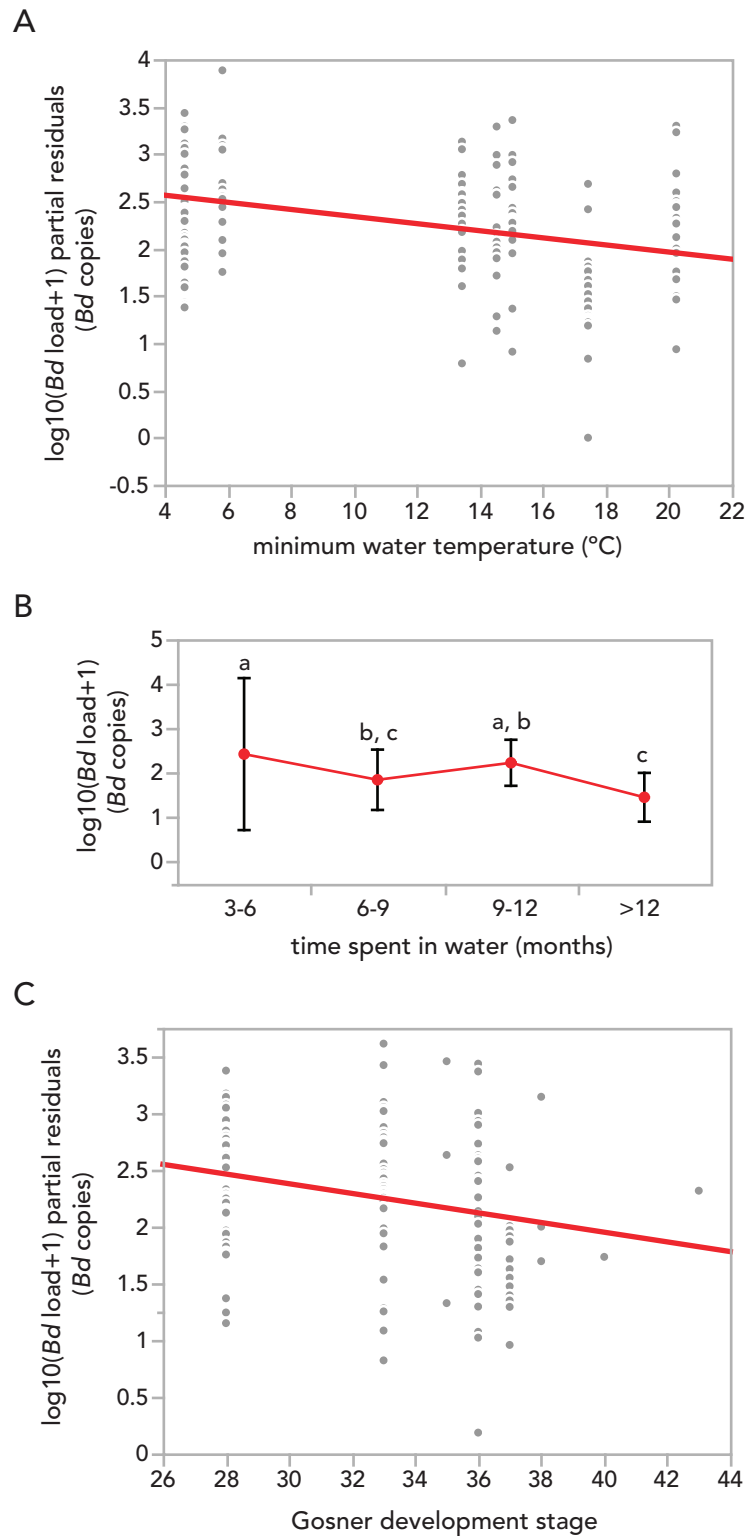 A
log10(Bd load+1) partial residuals
(Bd copies)
4
3.5
3
2.5
2
1.5
1
0.5
0
-0.5
4 6 8 10 12 14 16 18 20 22
minimum water temperature (ºC)
B
log10(Bd load+1)
(Bd copies)
5
4
3
2
1
0
a
b, c
a, b
c
3-6 6-9 9-12 >12
time spent in water (months)
C
log10(Bd load+1) partial residuals
(Bd copies)
3.5
3
2.5
2
1.5
1
0.5
0
26 28 30 32 34 36 38 40 42 44
Gosner development stage